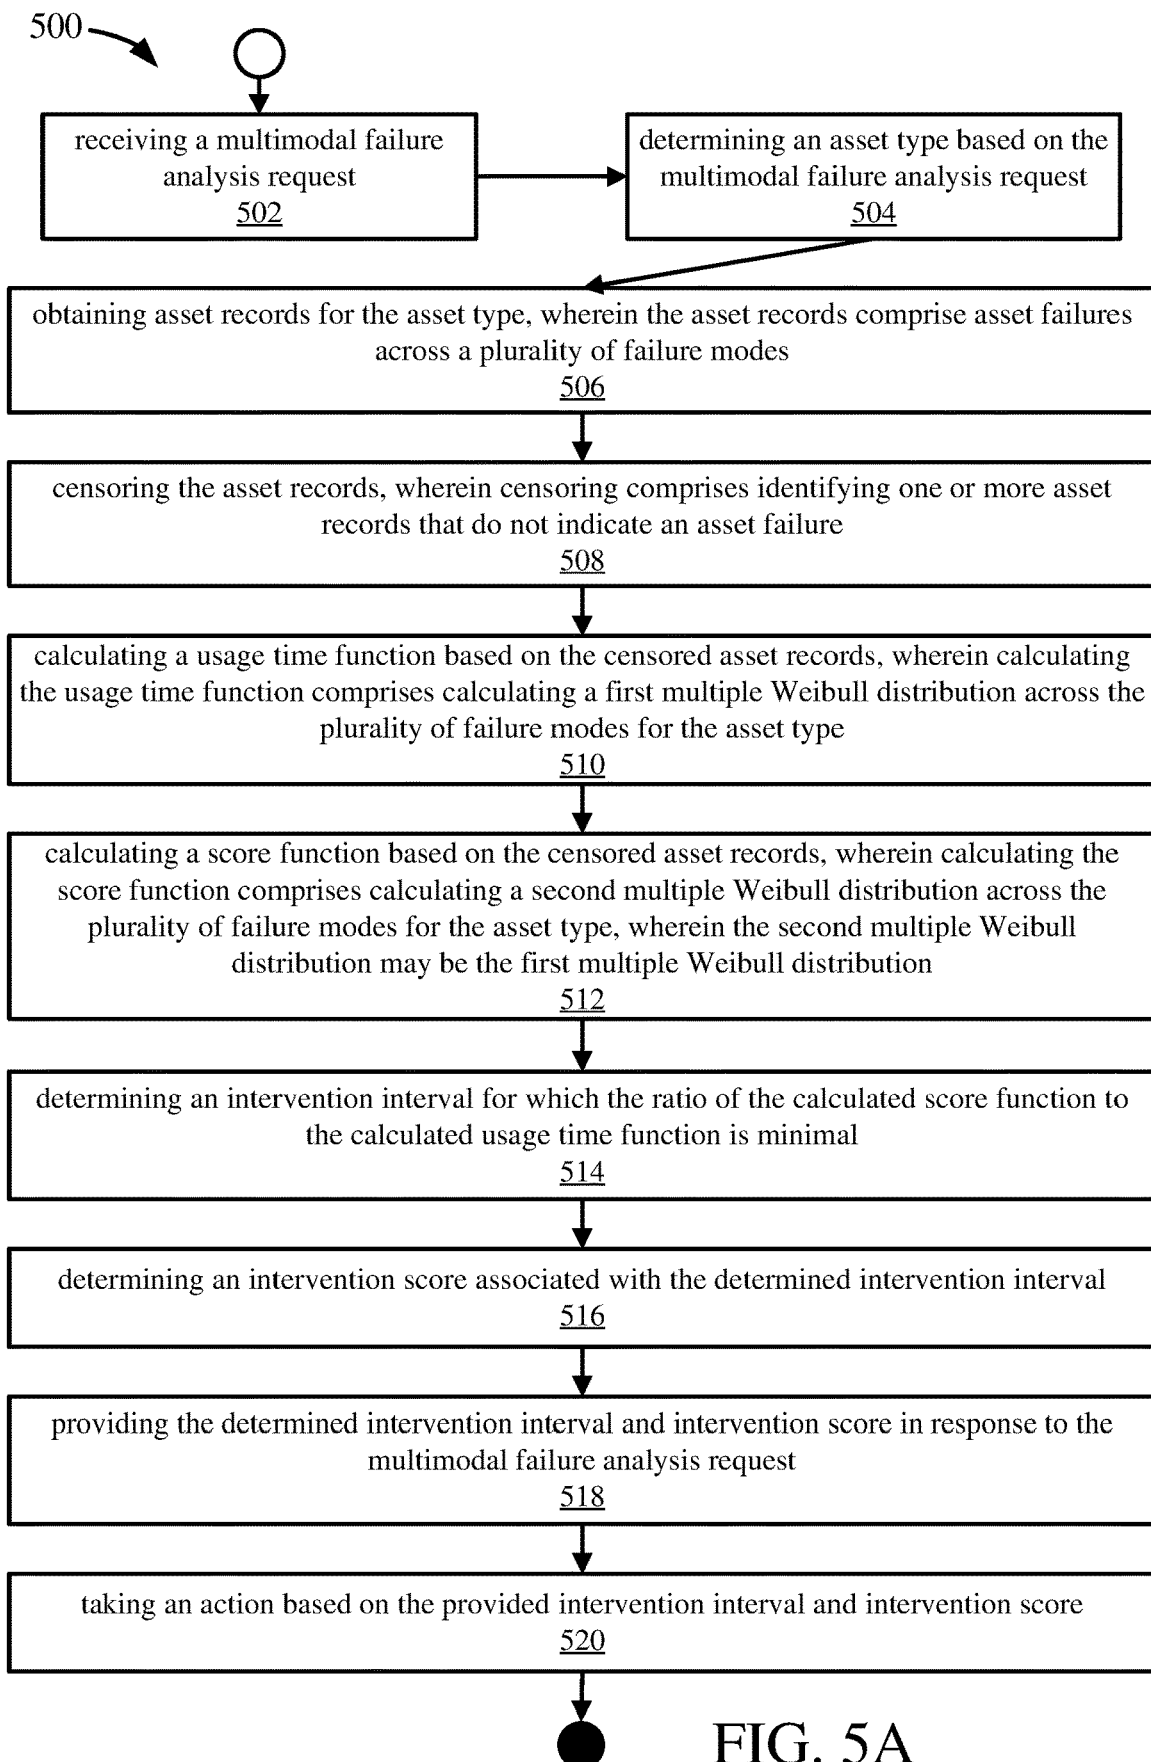 500
receiving a multimodal failure
analysis request
502
determining an asset type based on the
multimodal failure analysis request
504
obtaining asset records for the asset type, wherein the asset records comprise asset failures
across a plurality of failure modes
506
censoring the asset records, wherein censoring comprises identifying one or more asset
records that do not indicate an asset failure
508
calculating a usage time function based on the censored asset records, wherein calculating
the usage time function comprises calculating a first multiple Weibull distribution across the
plurality of failure modes for the asset type
510
calculating a score function based on the censored asset records, wherein calculating the
score function comprises calculating a second multiple Weibull distribution across the
plurality of failure modes for the asset type, wherein the second multiple Weibull
distribution may be the first multiple Weibull distribution
512
determining an intervention interval for which the ratio of the calculated score function to
the calculated usage time function is minimal
514
determining an intervention score associated with the determined intervention interval
516
providing the determined intervention interval and intervention score in response to the
multimodal failure analysis request
518
taking an action based on the provided intervention interval and intervention score
520
FIG. 5A